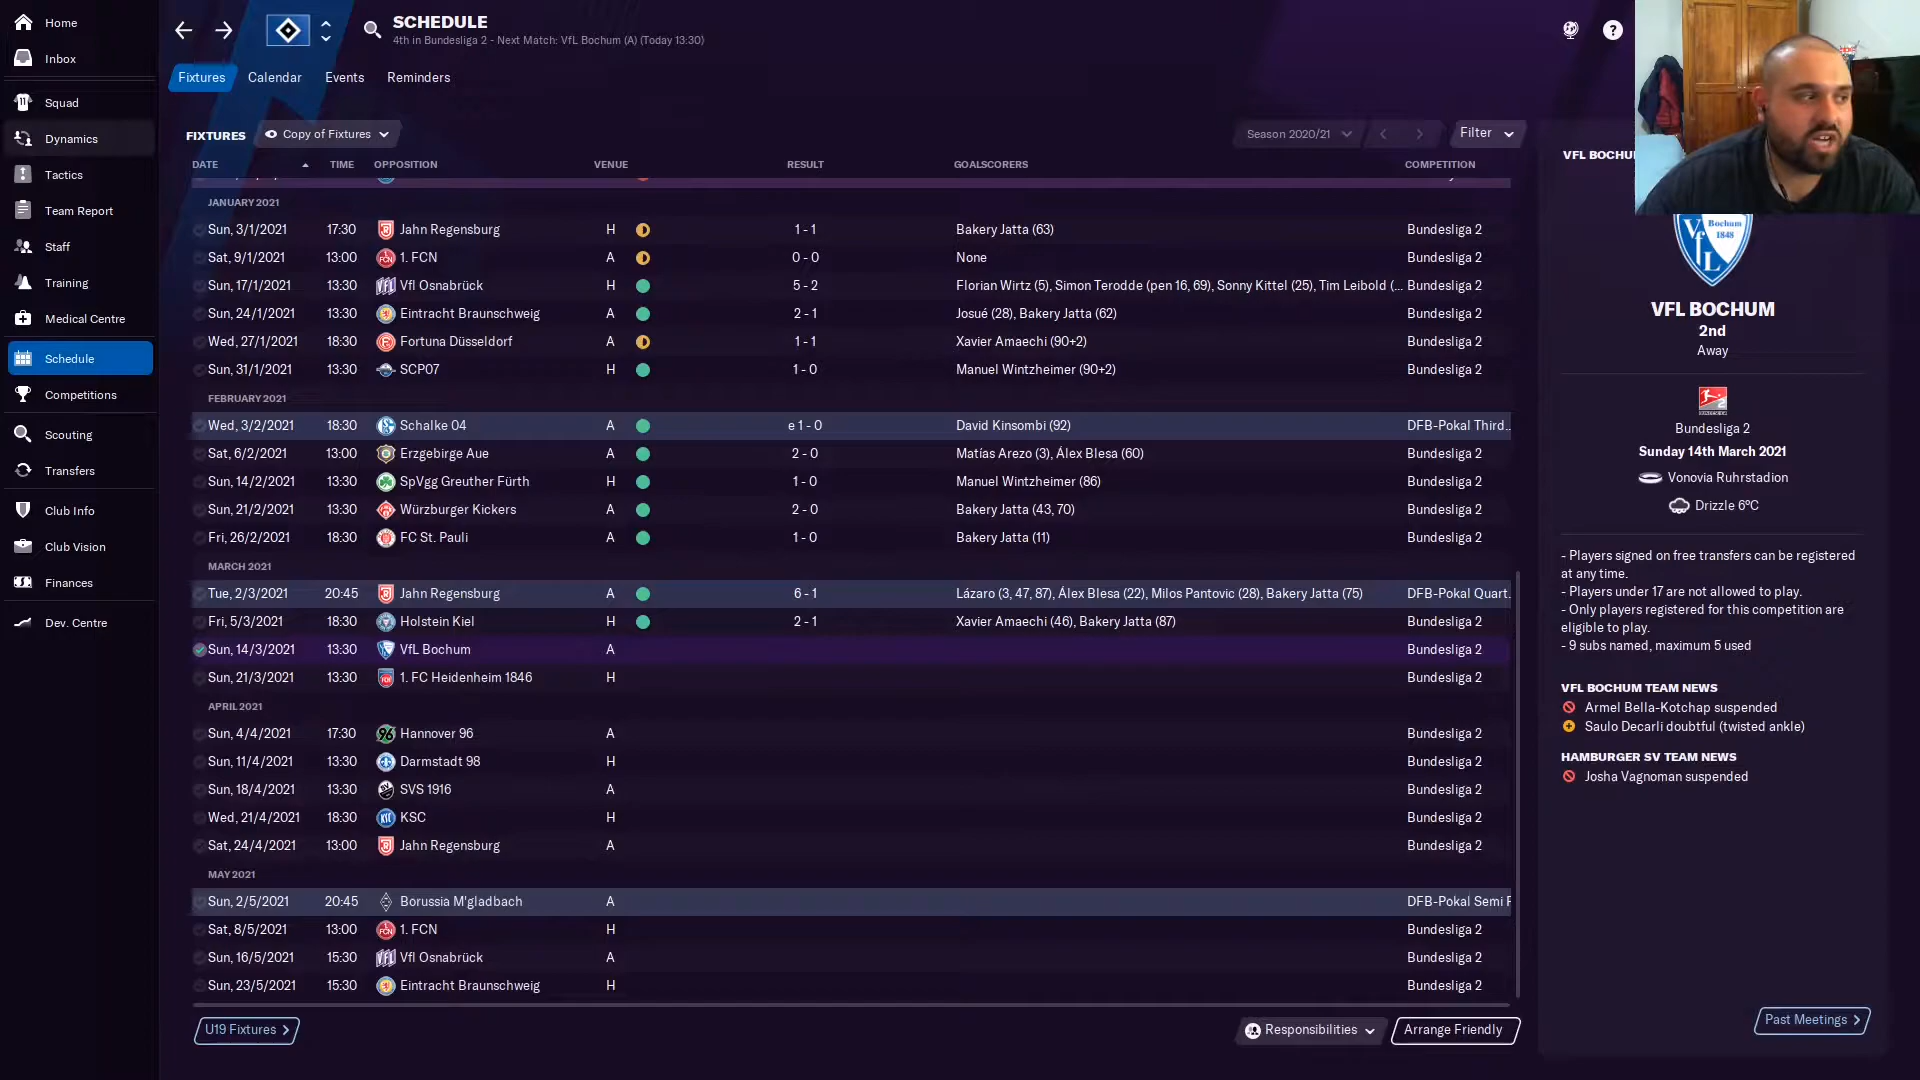 Home
Inbox
Squad
Dynamics
Tactics
Team Report
Staff
Training
Medical Centre
Schedule
Competitions
Scouting
Transfers
Club Info
Club Vision
Finances
Dev. Centre
SCHEDULE
4th in Bundesliga 2 - Next Match: VfL Bochum (A) (Today 13:30)
Fixtures Calendar Events Reminders
FIXTURES Copy of Fixtures Season 2020/21 Filter
DATE TIME OPPOSITION VENUE RESULT GOALSCORERS COMPETITION
JANUARY 2021
Sun, 3/1/2021 17:30 Jahn Regensburg H 1 - 1 Bakery Jatta (63) Bundesliga 2
Sat, 9/1/2021 13:00 1. FCN A 0 - 0 None Bundesliga 2
Sun, 17/1/2021 13:30 Vfl Osnabrück H 5 - 2 Florian Wirtz (5), Simon Terodde (pen 16, 69), Sonny Kittel (25), Tim Leibold (... Bundesliga 2
Sun, 24/1/2021 13:30 Eintracht Braunschweig A 2 - 1 Josué (28), Bakery Jatta (62) Bundesliga 2
Wed, 27/1/2021 18:30 Fortuna Düsseldorf A 1 - 1 Xavier Amaechi (90+2) Bundesliga 2
Sun, 31/1/2021 13:30 SCP07 H 1 - 0 Manuel Wintzheimer (90+2) Bundesliga 2
FEBRUARY 2021
Wed, 3/2/2021 18:30 Schalke 04 A e 1 - 0 David Kinsombi (92) DFB-Pokal Third...
Sat, 6/2/2021 13:00 Erzgebirge Aue A 2 - 0 Matías Arezo (3), Álex Blesa (60) Bundesliga 2
Sun, 14/2/2021 13:30 SpVgg Greuther Fürth H 1 - 0 Manuel Wintzheimer (86) Bundesliga 2
Sun, 21/2/2021 13:30 Würzburger Kickers A 2 - 0 Bakery Jatta (43, 70) Bundesliga 2
Fri, 26/2/2021 18:30 FC St. Pauli A 1 - 0 Bakery Jatta (11) Bundesliga 2
MARCH 2021
Tue, 2/3/2021 20:45 Jahn Regensburg A 6 - 1 Lázaro (3, 47, 87), Álex Blesa (22), Milos Pantovic (28), Bakery Jatta (75) DFB-Pokal Quart.
Fri, 5/3/2021 18:30 Holstein Kiel H 2 - 1 Xavier Amaechi (46), Bakery Jatta (87) Bundesliga 2
Sun, 14/3/2021 13:30 VfL Bochum A Bundesliga 2
Sun, 21/3/2021 13:30 1. FC Heidenheim 1846 H Bundesliga 2
APRIL 2021
Sun, 4/4/2021 17:30 Hannover 96 A Bundesliga 2
Sun, 11/4/2021 13:30 Darmstadt 98 H Bundesliga 2
Sun, 18/4/2021 13:30 SVS 1916 A Bundesliga 2
Wed, 21/4/2021 18:30 KSC H Bundesliga 2
Sat, 24/4/2021 13:00 Jahn Regensburg A Bundesliga 2
MAY 2021
Sun, 2/5/2021 20:45 Borussia M'gladbach A DFB-Pokal Semi F
Sat, 8/5/2021 13:00 1. FCN H Bundesliga 2
Sun, 16/5/2021 15:30 Vfl Osnabrück A Bundesliga 2
Sun, 23/5/2021 15:30 Eintracht Braunschweig H Bundesliga 2
U19 Fixtures Responsibilities Arrange Friendly
VFL BOCHU
VfL Bochum 1848
VFL BOCHUM
2nd
Away
Bundesliga 2
Sunday 14th March 2021
Vonovia Ruhrstadion
Drizzle 6°C
- Players signed on free transfers can be registered
at any time.
- Players under 17 are not allowed to play.
- Only players registered for this competition are
eligible to play.
- 9 subs named, maximum 5 used
VFL BOCHUM TEAM NEWS
Armel Bella-Kotchap suspended
Saulo Decarli doubtful (twisted ankle)
HAMBURGER SV TEAM NEWS
Josha Vagnoman suspended
Past Meetings